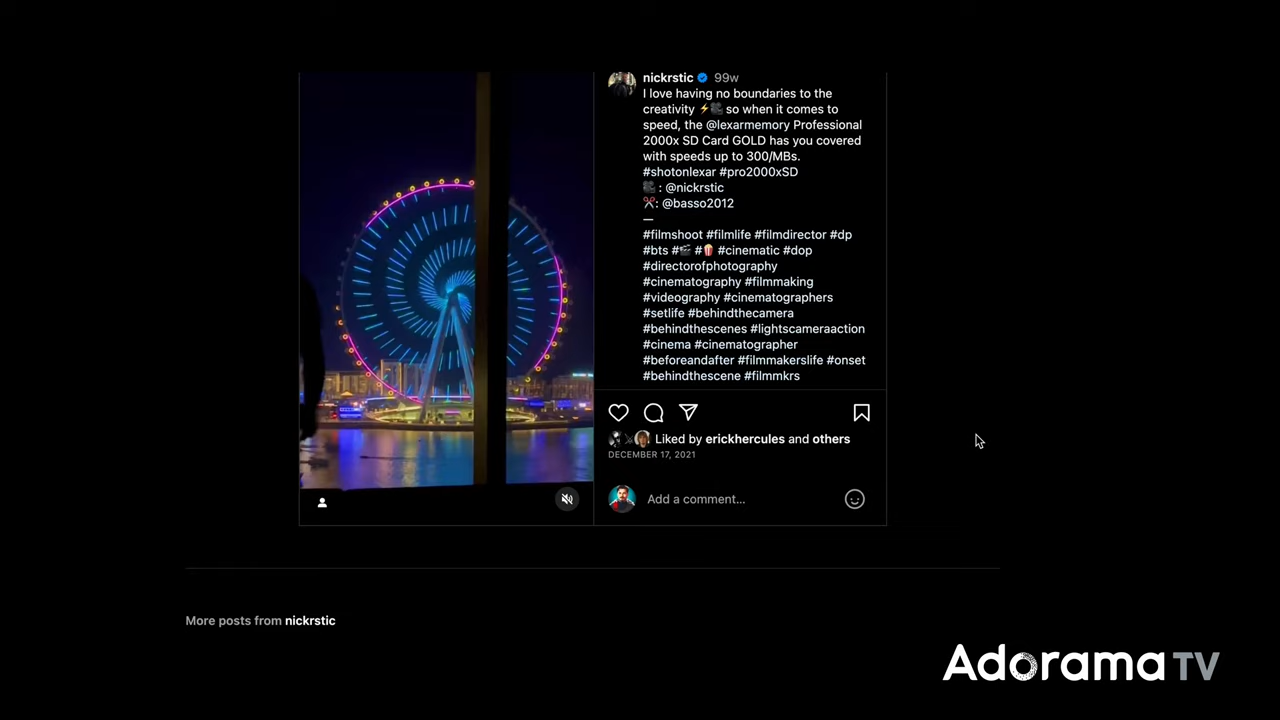 nickrstic 99w
I love having no boundaries to the
creativity ⚡🎥 so when it comes to
speed, the @lexarmemory Professional
2000x SD Card GOLD has you covered
with speeds up to 300/MBs.
#shotonlexar #pro2000xSD
🎥 : @nickrstic
✂️: @basso2012
—
#filmshoot #filmlife #filmdirector #dp
#bts #🎬 #🍿 #cinematic #dop
#directorofphotography
#cinematography #filmmaking
#videography #cinematographers
#setlife #behindthecamera
#behindthescenes #lightscameraaction
#cinema #cinematographer
#beforeandafter #filmmakerslife #onset
#behindthescene #filmmkrs
Liked by erickhercules and others
DECEMBER 17, 2021
Add a comment...
More posts from nickrstic
Adorama TV